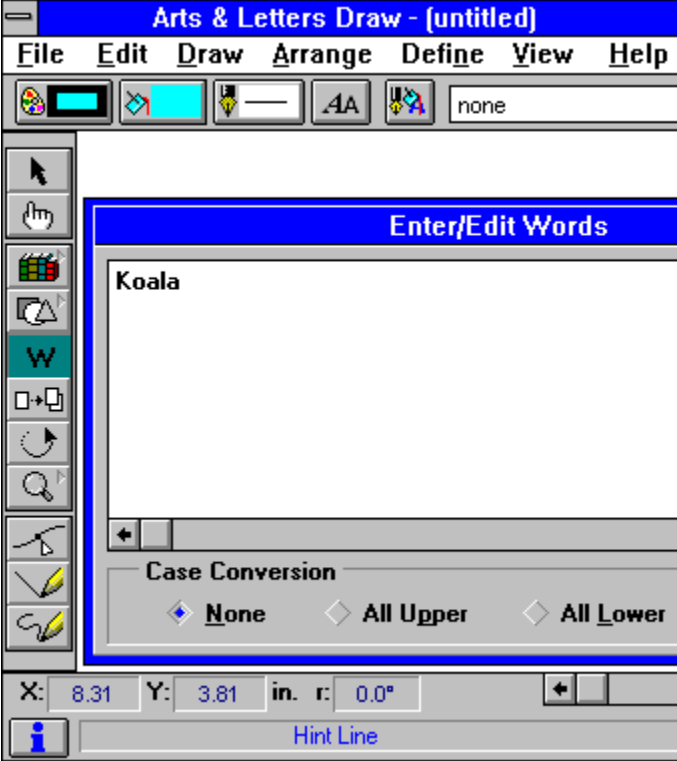 Arts & Letters Draw - (untitled)
File Edit Draw Arrange Define View Help
AA none
Enter/Edit Words
Koala
W
Case Conversion
None All Upper All Lower
X: 8.31 Y: 3.81 in. r: 0.0°
i Hint Line